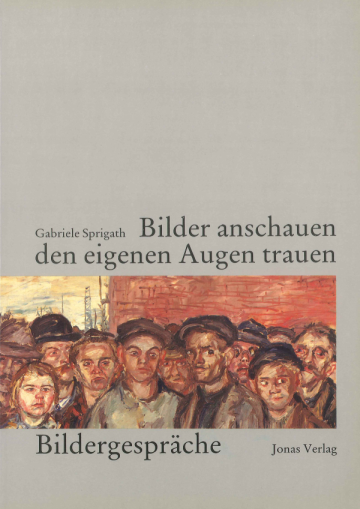 Gabriele Sprigath Bilder anschauen
den eigenen Augen trauen
Bildergespräche Jonas Verlag